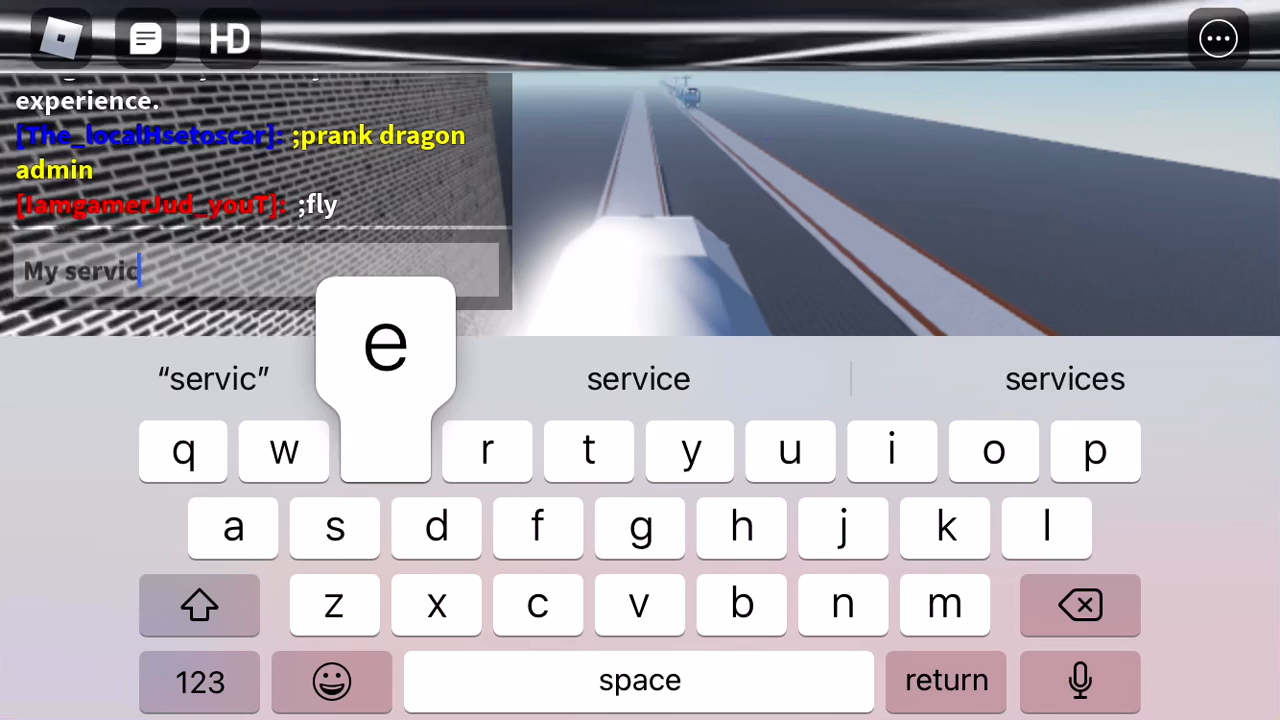 HD
experience.
[The_localHsetoscar]: ;prank dragon
admin
[IamgamerJud_youT]: ;fly
My servic
e
"servic" service services
q w r t y u i o p
a s d f g h j k l
z x c v b n m
123 space return